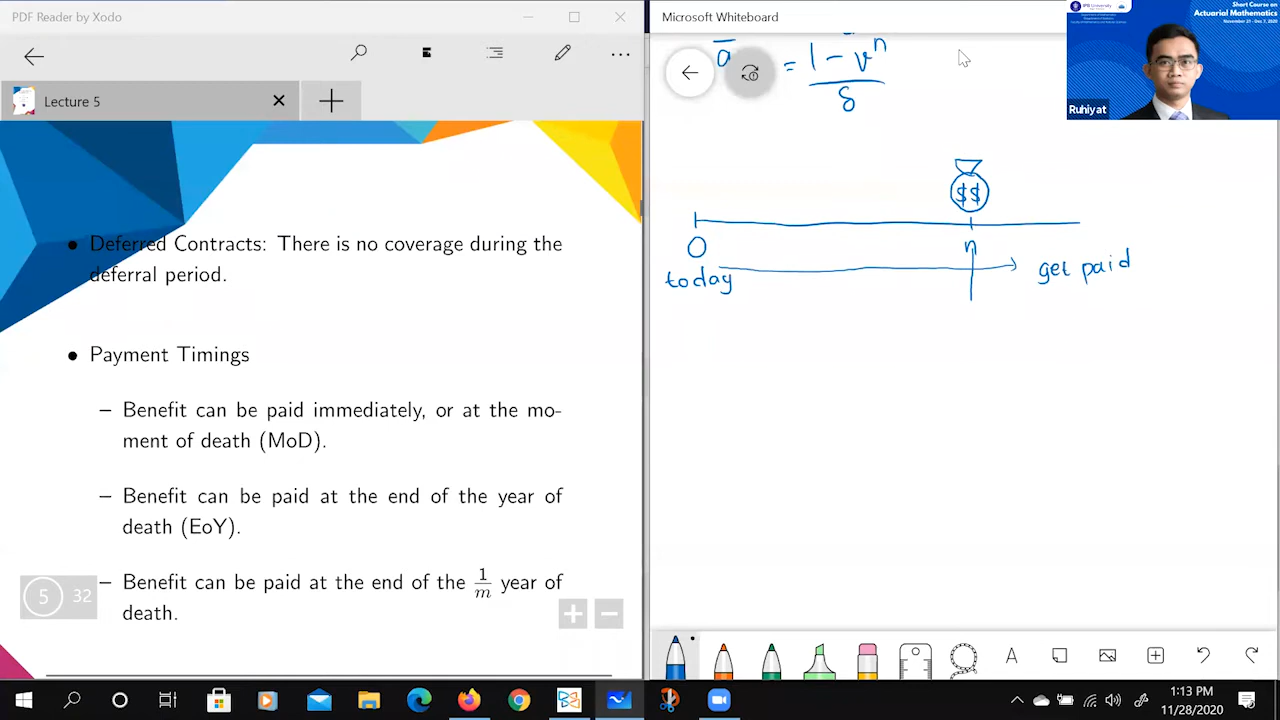 PDF Reader by Xodo
Lecture 5
• Deferred Contracts: There is no coverage during the
deferral period.
• Payment Timings
– Benefit can be paid immediately, or at the mo-
ment of death (MoD).
– Benefit can be paid at the end of the year of
death (EoY).
– Benefit can be paid at the end of the 1/m year of
death.
5 32
Microsoft Whiteboard
a = 1 - v^n / δ
$$
0 n
today get paid
IPB University
Short Course on
Actuarial Mathematics
Ruhiyat
A
1:13 PM
11/28/2020